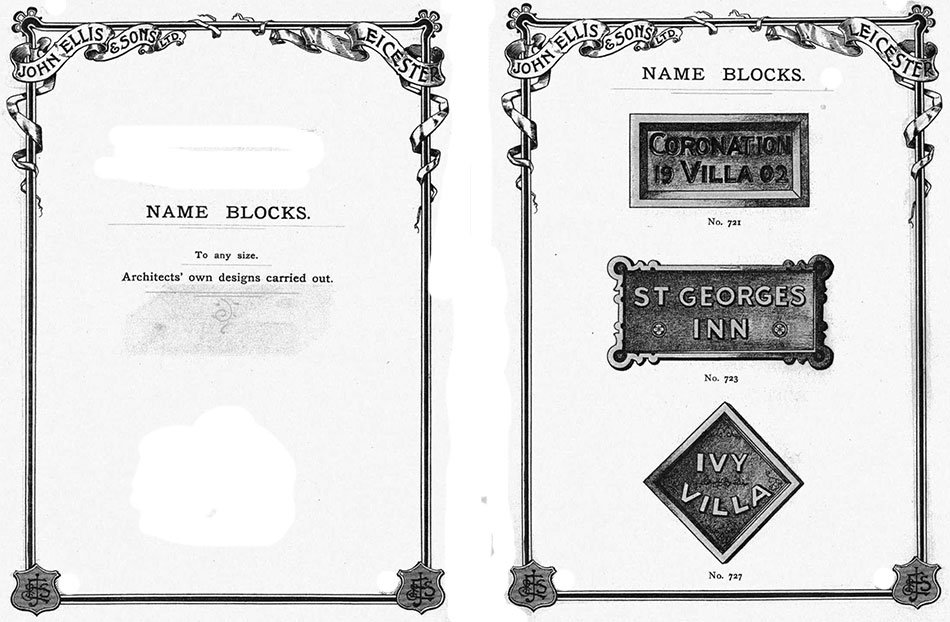 JOHN ELLIS & SONS LTD. LEICESTER
NAME BLOCKS.
To any size.
Architects' own designs carried out.
JOHN ELLIS & SONS LTD. LEICESTER
NAME BLOCKS.
CORONATION
19 VILLA 02
No. 721
ST GEORGES
INN
No. 723
IVY
VILLA
No. 727